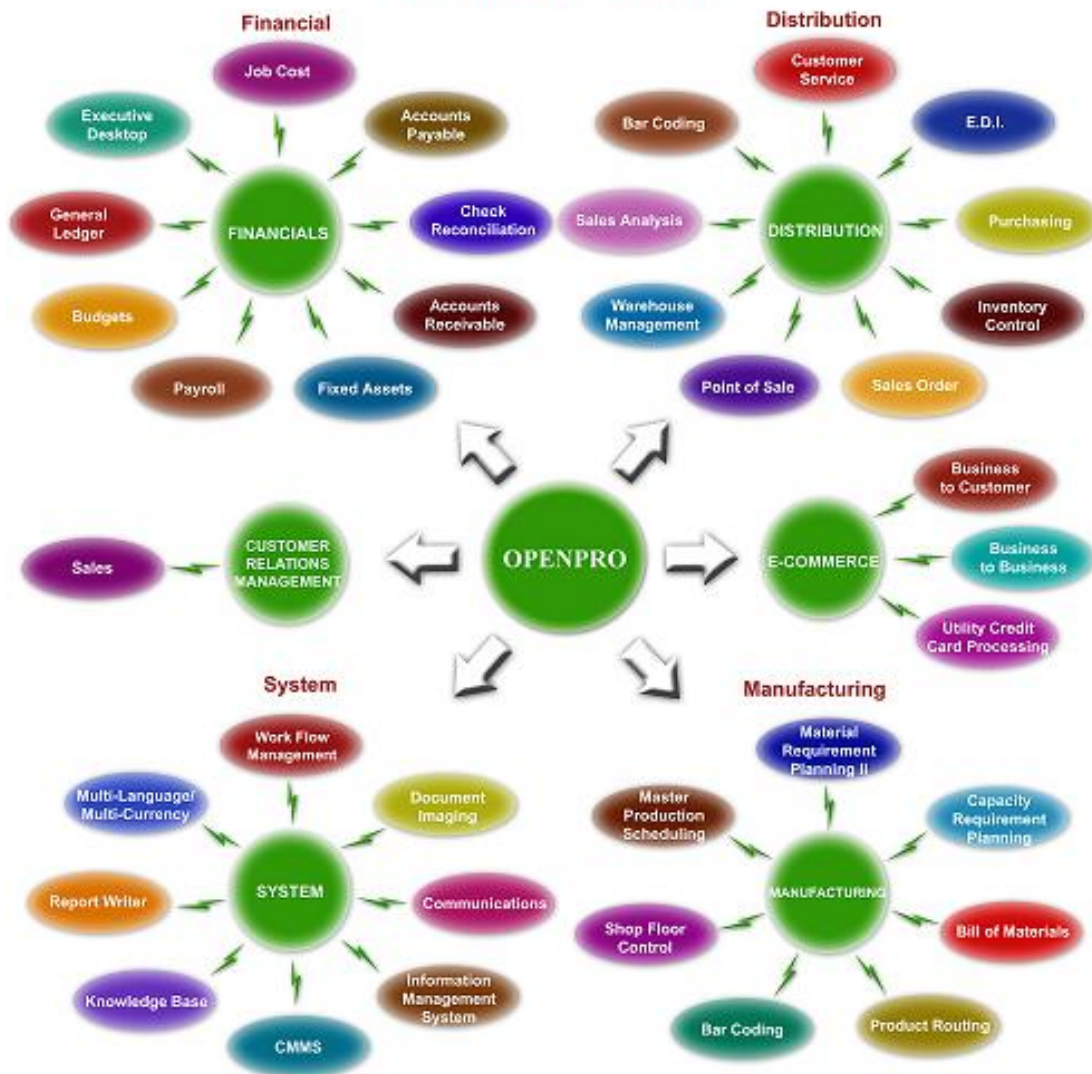 Financial
Job Cost
Executive
Desktop
Accounts
Payable
General
Ledger
FINANCIALS
Check
Reconciliation
Budgets
Accounts
Receivable
Payroll
Fixed Assets
Distribution
Customer
Service
Bar Coding
E.D.I.
Sales Analysis
DISTRIBUTION
Purchasing
Warehouse
Management
Inventory
Control
Point of Sale
Sales Order
OPENPRO
Sales
CUSTOMER
RELATIONS
MANAGEMENT
E-COMMERCE
Business
to Customer
Business
to Business
Utility Credit
Card Processing
System
Work Flow
Management
Multi-Language/
Multi-Currency
Document
Imaging
Report Writer
SYSTEM
Communications
Knowledge Base
Information
Management
System
CMMS
Manufacturing
Material
Requirement
Planning II
Master
Production
Scheduling
Capacity
Requirement
Planning
MANUFACTURING
Shop Floor
Control
Bill of Materials
Bar Coding
Product Routing